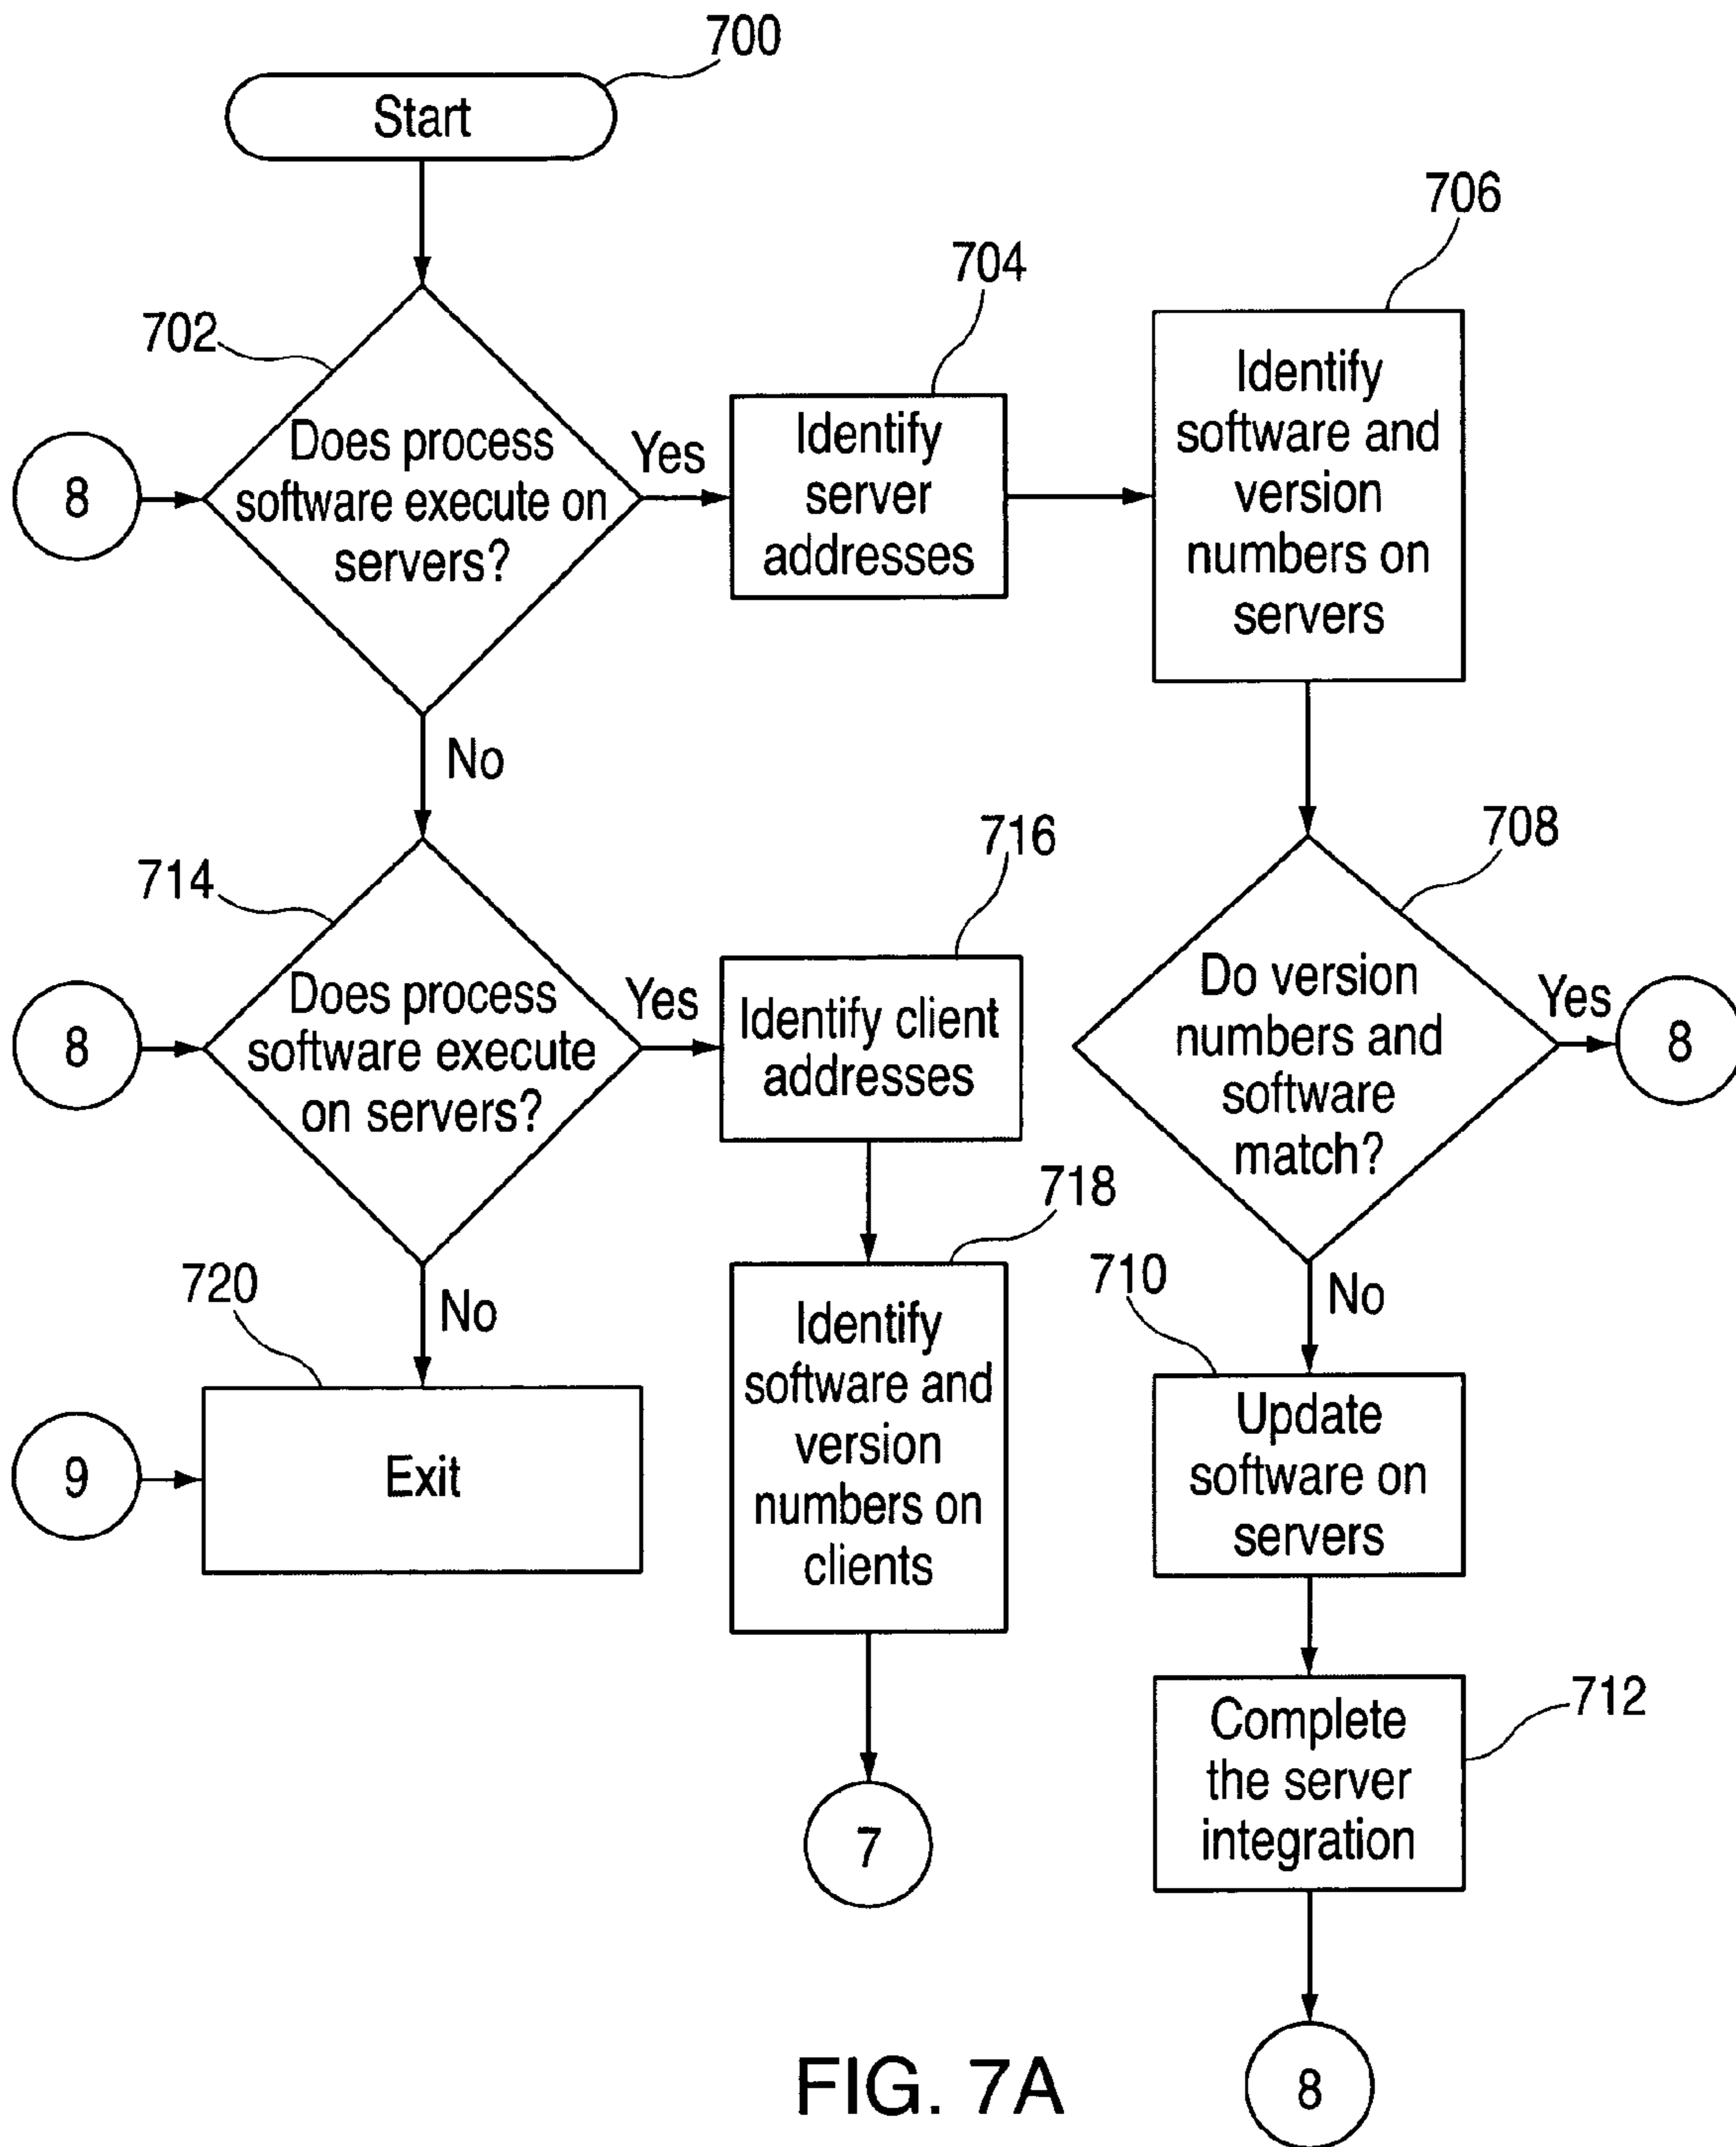 700
Start
706
704
702
Identify
software and
version
numbers on
servers
Identify
server
addresses
Does process
software execute on
servers?
Yes
8
No
708
716
714
Do version
numbers and
software
match?
Yes
8
Does process
software execute
on servers?
Yes
Identify client
addresses
8
718
710
No
720
No
Identify
software and
version
numbers on
clients
Update
software on
servers
Exit
9
712
Complete
the server
integration
7
8
FIG. 7A